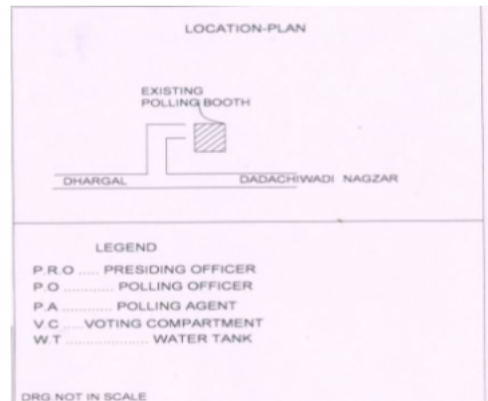 LOCATION-PLAN
EXISTING
POLLING BOOTH
DHARGAL
DADACHIWADI NAGZAR
LEGEND
P.R.O ..... PRESIDING OFFICER
P.O ............ POLLING OFFICER
P.A ............ POLLING AGENT
V.C .... VOTING COMPARTMENT
W.T .................... WATER TANK
DRG.NOT IN SCALE